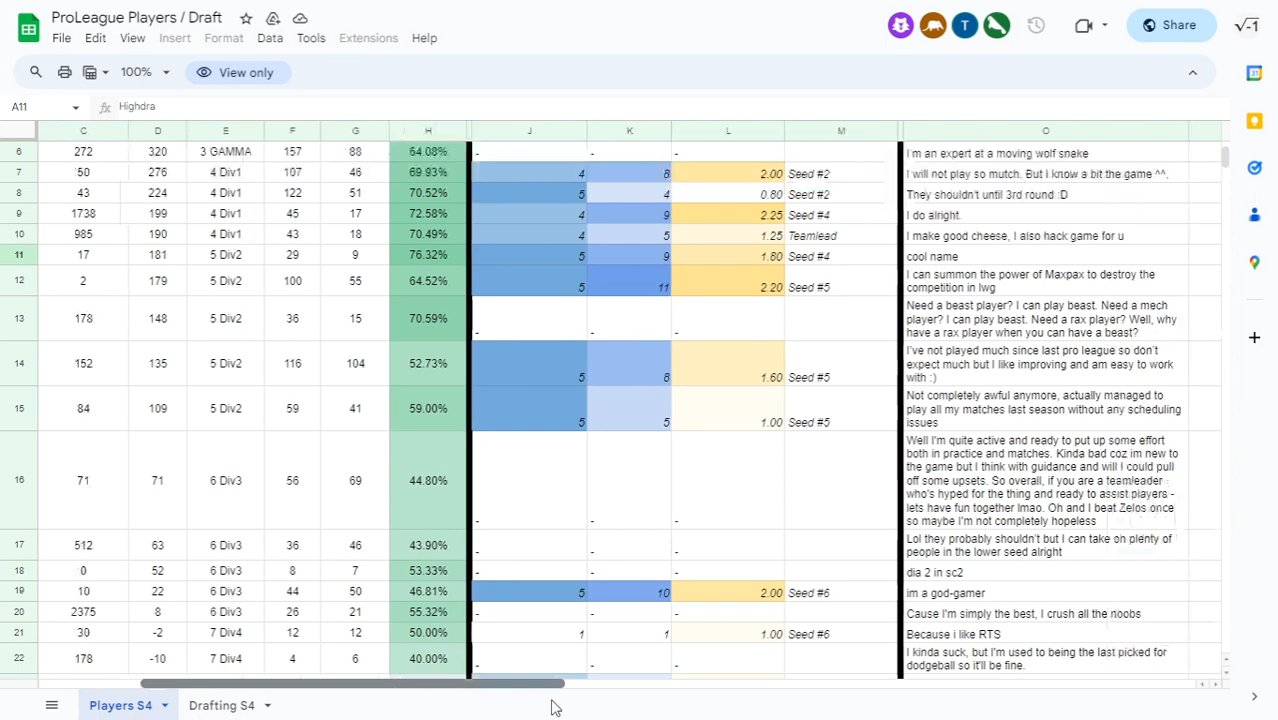 ProLeague Players / Draft
√-1
T
Share
File Edit View Insert Format Data Tools Extensions Help
100% View only
31
A11 fx Highdra
C D E F G H J K L M O
6 272 320 3 GAMMA 157 88 64.08% - - - I'm an expert at a moving wolf snake
7 50 276 4 Div1 107 46 69.93% 4 8 2.00 Seed #2 I will not play so mutch. But i know a bit the game ^^.
8 43 224 4 Div1 122 51 70.52% 5 4 0.80 Seed #2 They shouldn't until 3rd round :D
9 1738 199 4 Div1 45 17 72.58% 4 9 2.25 Seed #4 I do alright.
10 985 190 4 Div1 43 18 70.49% 4 5 1.25 Teamlead I make good cheese, I also hack game for u
11 17 181 5 Div2 29 9 76.32% 5 9 1.80 Seed #4 cool name
12 2 179 5 Div2 100 55 64.52% 5 11 2.20 Seed #5 I can summon the power of Maxpax to destroy the
competition in lwg
13 178 148 5 Div2 36 15 70.59% - - - Need a beast player? I can play beast. Need a mech
player? I can play beast. Need a rax player? Well, why
have a rax player when you can have a beast?
14 152 135 5 Div2 116 104 52.73% 5 8 1.60 Seed #5 I've not played much since last pro league so don't
expect much but I like improving and am easy to work
with :)
15 84 109 5 Div2 59 41 59.00% 5 5 1.00 Seed #5 Not completely awful anymore, actually managed to
play all my matches last season without any scheduling
issues
16 71 71 6 Div3 56 69 44.80% - - - Well I'm quite active and ready to put up some effort
both in practice and matches. Kinda bad coz im new to
the game but I think with guidance and will I could pull
off some upsets. So overall, if you are a teamleader
who's hyped for the thing and ready to assist players -
lets have fun together lmao. Oh and I beat Zelos once
so maybe I'm not completely hopeless
17 512 63 6 Div3 36 46 43.90% - - - Lol they probably shouldn't but I can take on plenty of
people in the lower seed alright
18 0 52 6 Div3 8 7 53.33% - - - dia 2 in sc2
19 10 22 6 Div3 44 50 46.81% 5 10 2.00 Seed #6 im a god-gamer
20 2375 8 6 Div3 26 21 55.32% - - - Cause I'm simply the best, I crush all the noobs
21 30 -2 7 Div4 12 12 50.00% 1 1 1.00 Seed #6 Because i like RTS
22 178 -10 7 Div4 4 6 40.00% - - - I kinda suck, but I'm used to being the last picked for
dodgeball so it'll be fine.
Players S4 Drafting S4